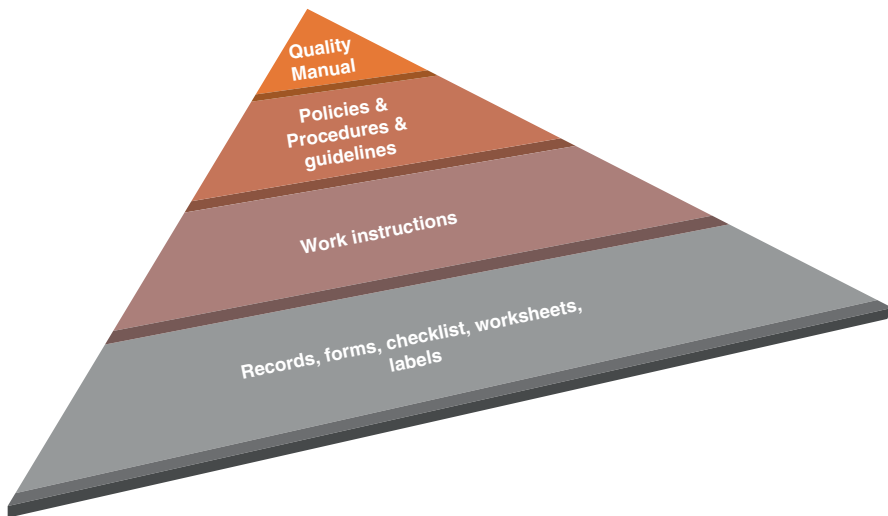 Quality
Manual
Policies &
Procedures &
guidelines
Work instructions
Records, forms, checklist, worksheets,
labels